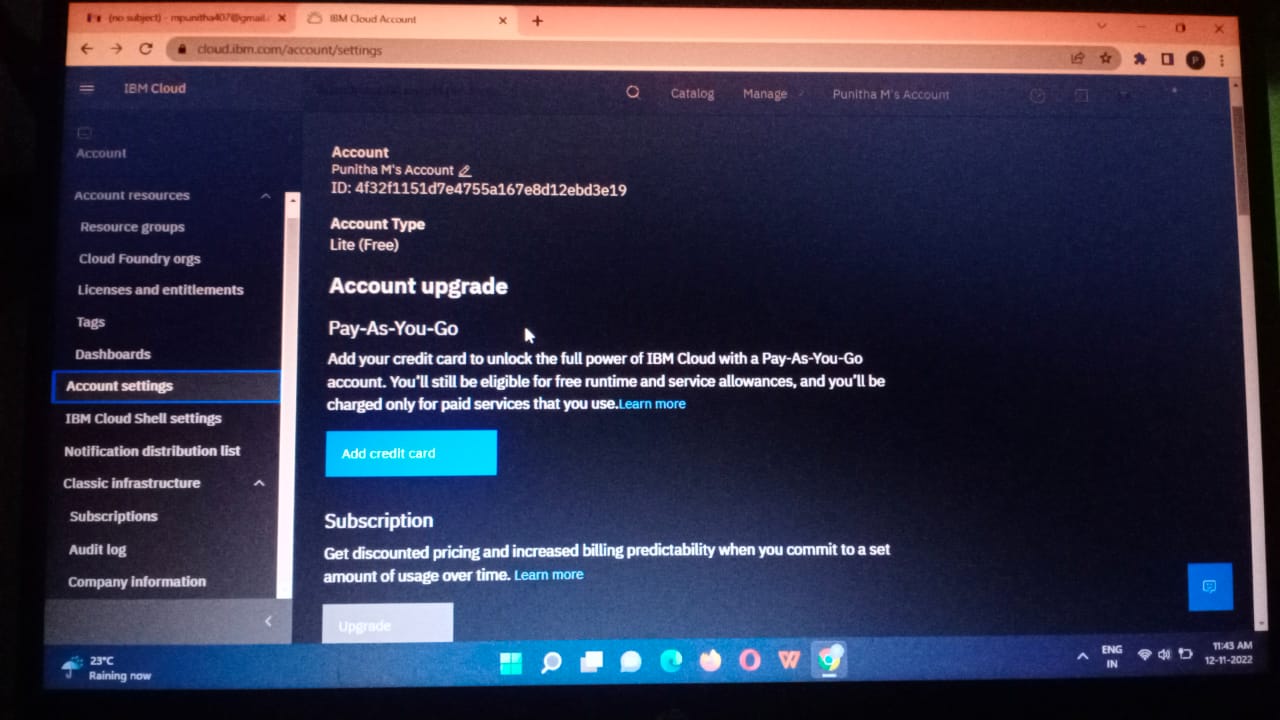 (no subject) - mpunitha407@gmail.c
IBM Cloud Account
cloud.ibm.com/account/settings
P
IBM Cloud
Catalog
Manage
Punitha M's Account
Account
Account resources
Resource groups
Cloud Foundry orgs
Licenses and entitlements
Tags
Dashboards
Account settings
IBM Cloud Shell settings
Notification distribution list
Classic infrastructure
Subscriptions
Audit log
Company information
Account
Punitha M's Account
ID: 4f32f1151d7e4755a167e8d12ebd3e19
Account Type
Lite (Free)
Account upgrade
Pay-As-You-Go
Add your credit card to unlock the full power of IBM Cloud with a Pay-As-You-Go
account. You'll still be eligible for free runtime and service allowances, and you'll be
charged only for paid services that you use.Learn more
Add credit card
Subscription
Get discounted pricing and increased billing predictability when you commit to a set
amount of usage over time. Learn more
Upgrade
23°C
Raining now
ENG
IN
11:43 AM
12-11-2022